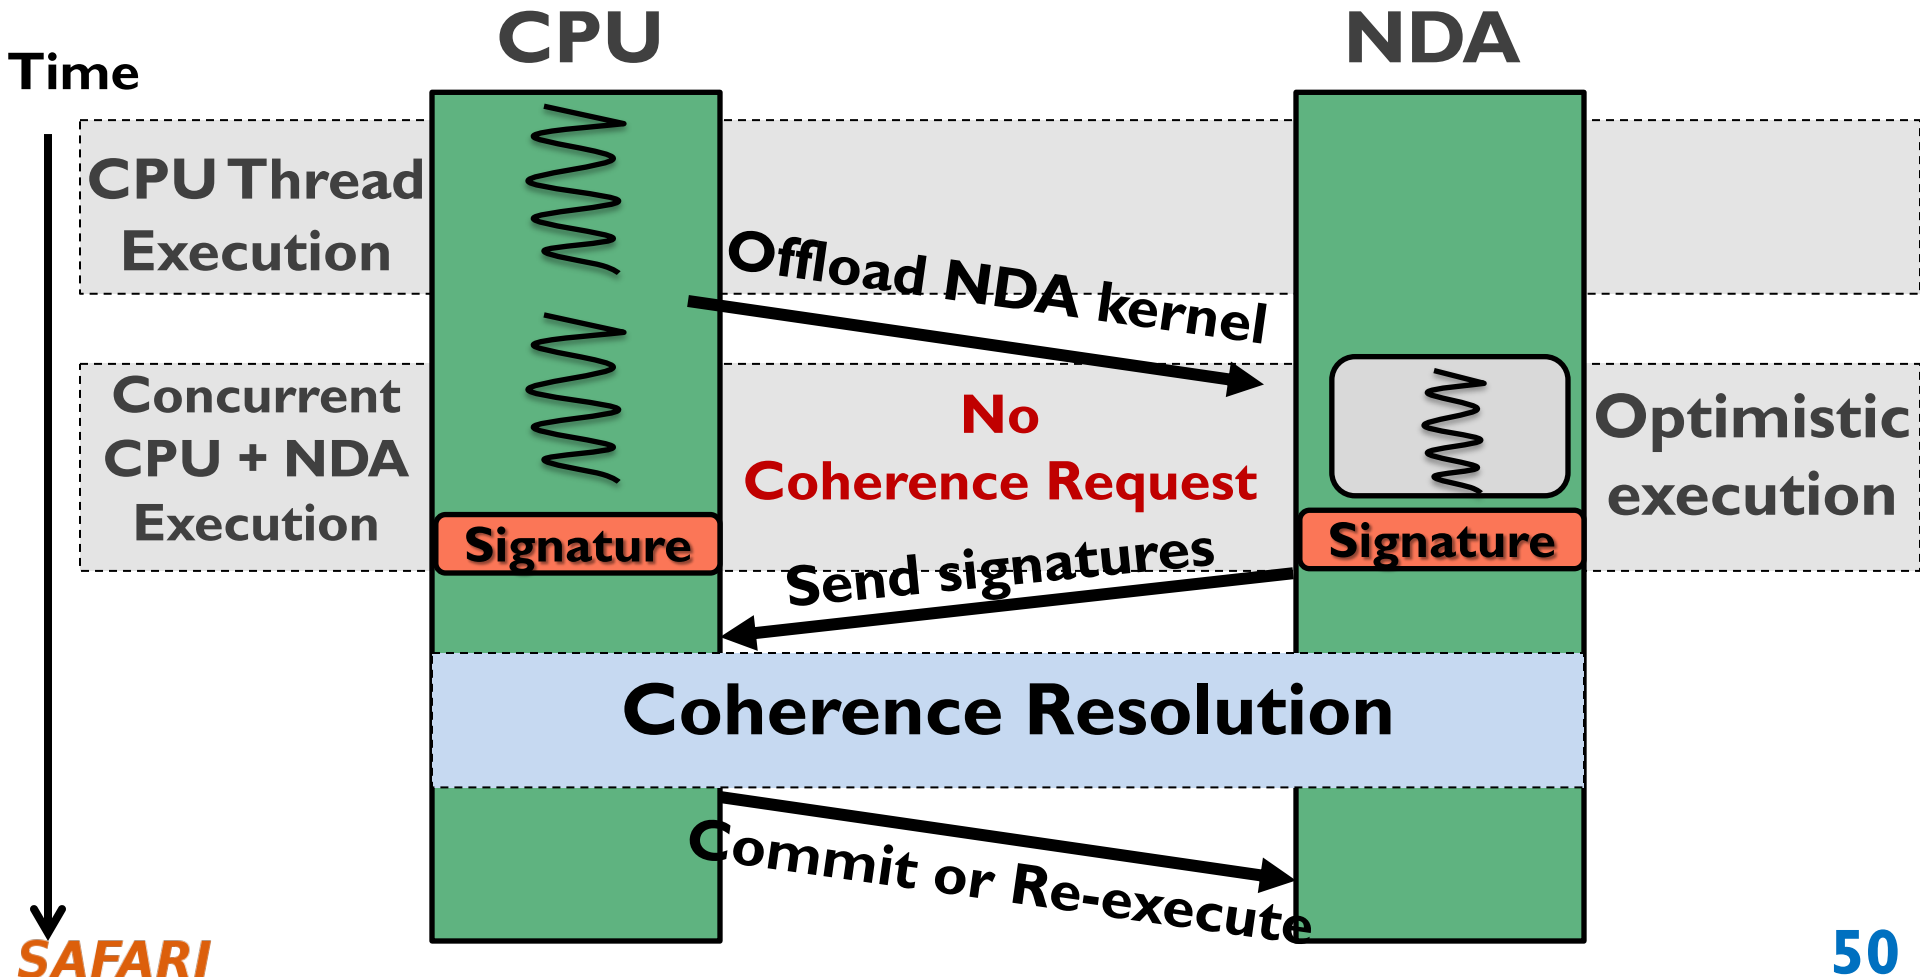 CPU
NDA
Time
CPU Thread
Execution
Offload NDA kernel
Concurrent
CPU + NDA
Execution
No
Coherence Request
Optimistic
execution
Signature
Signature
Send signatures
Coherence Resolution
Commit or Re-execute
SAFARI
50